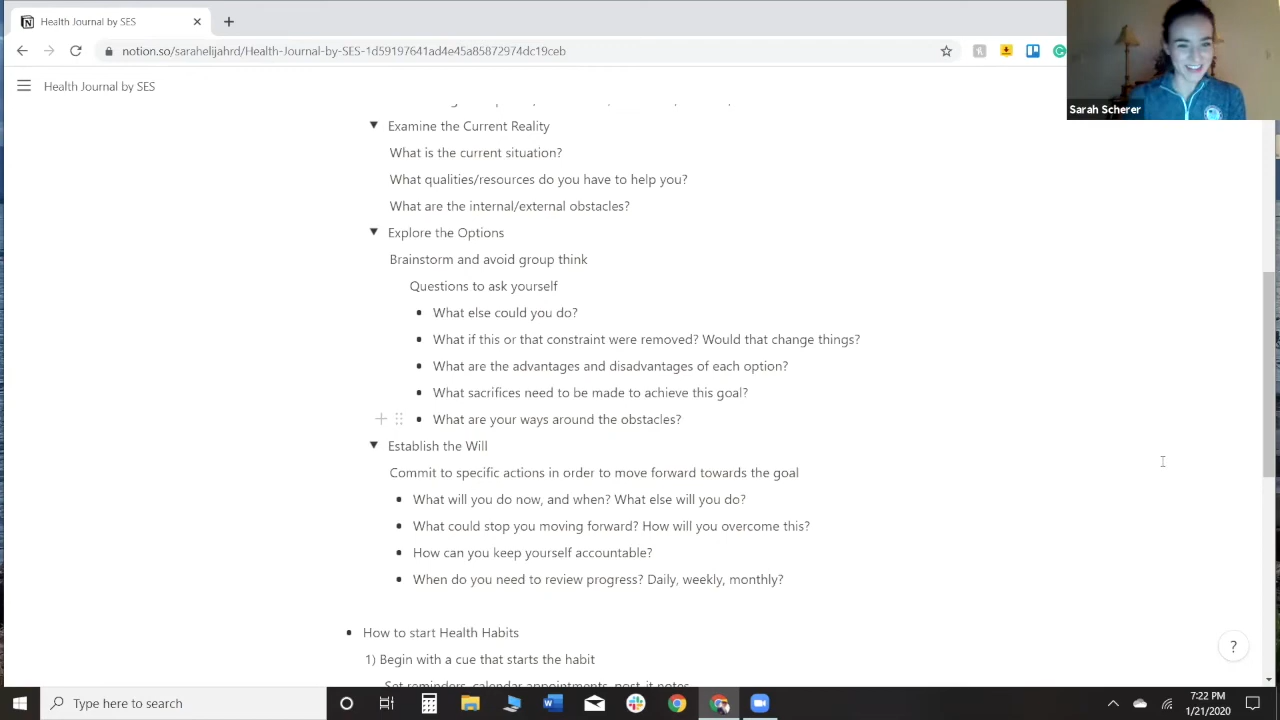 Health Journal by SES
notion.so/sarahelijahrd/Health-Journal-by-SES-1d59197641ad4e45a85872974dc19ceb
Health Journal by SES
Sarah Scherer
Examine the Current Reality
What is the current situation?
What qualities/resources do you have to help you?
What are the internal/external obstacles?
Explore the Options
Brainstorm and avoid group think
Questions to ask yourself
What else could you do?
What if this or that constraint were removed? Would that change things?
What are the advantages and disadvantages of each option?
What sacrifices need to be made to achieve this goal?
What are your ways around the obstacles?
Establish the Will
Commit to specific actions in order to move forward towards the goal
What will you do now, and when? What else will you do?
What could stop you moving forward? How will you overcome this?
How can you keep yourself accountable?
When do you need to review progress? Daily, weekly, monthly?
How to start Health Habits
1) Begin with a cue that starts the habit
Set reminders, calendar appointments, post-it notes
?
Type here to search
7:22 PM
1/21/2020